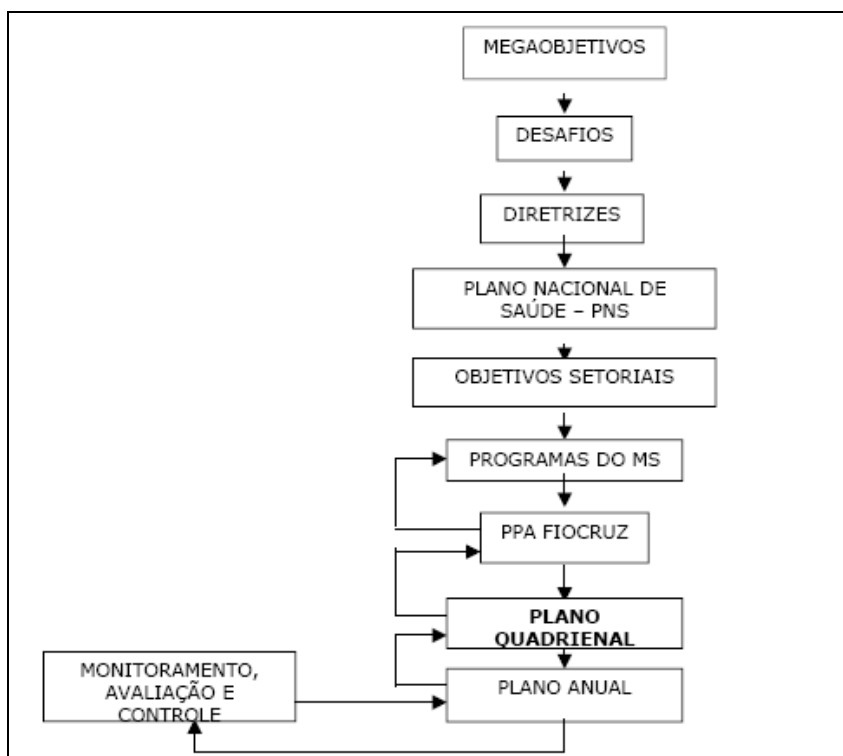 MEGAOBJETIVOS
DESAFIOS
DIRETRIZES
PLANO NACIONAL DE
SAÚDE – PNS
OBJETIVOS SETORIAIS
PROGRAMAS DO MS
PPA FIOCRUZ
PLANO
QUADRIENAL
MONITORAMENTO,
AVALIAÇÃO E
CONTROLE
PLANO ANUAL